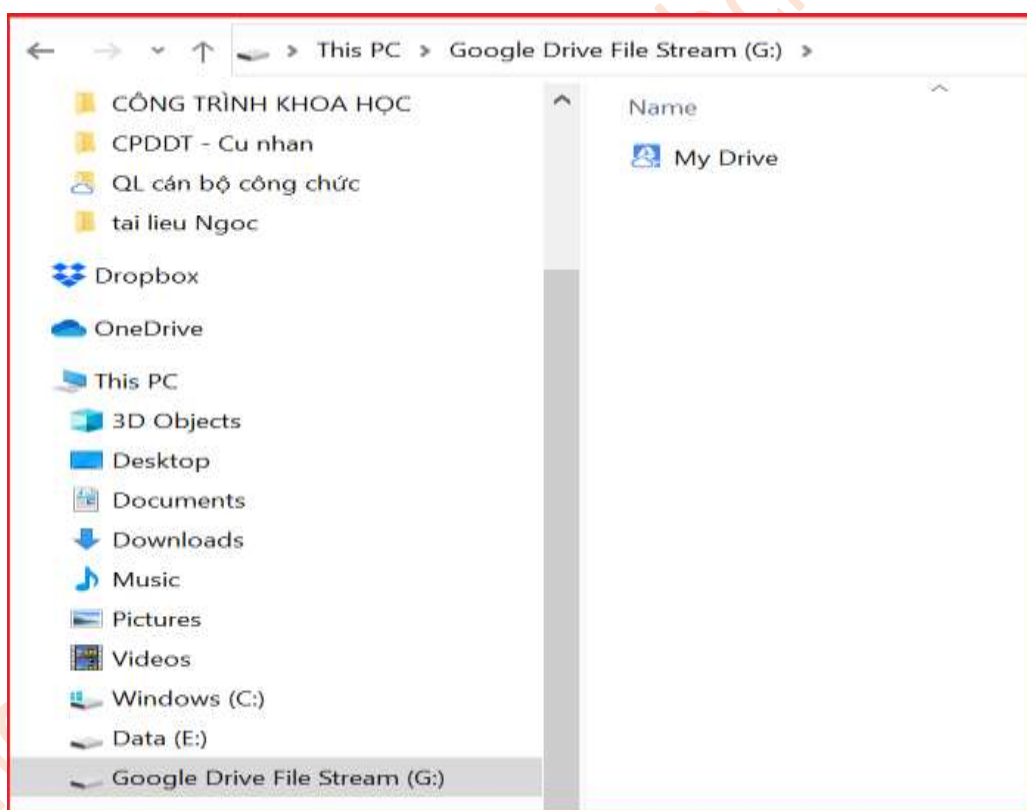 This PC > Google Drive File Stream (G:) >
CÔNG TRÌNH KHOA HỌC
CPDDT - Cu nhan
QL cán bộ công chức
tai lieu Ngoc
Dropbox
OneDrive
This PC
3D Objects
Desktop
Documents
Downloads
Music
Pictures
Videos
Windows (C:)
Data (E:)
Google Drive File Stream (G:)
Name
My Drive